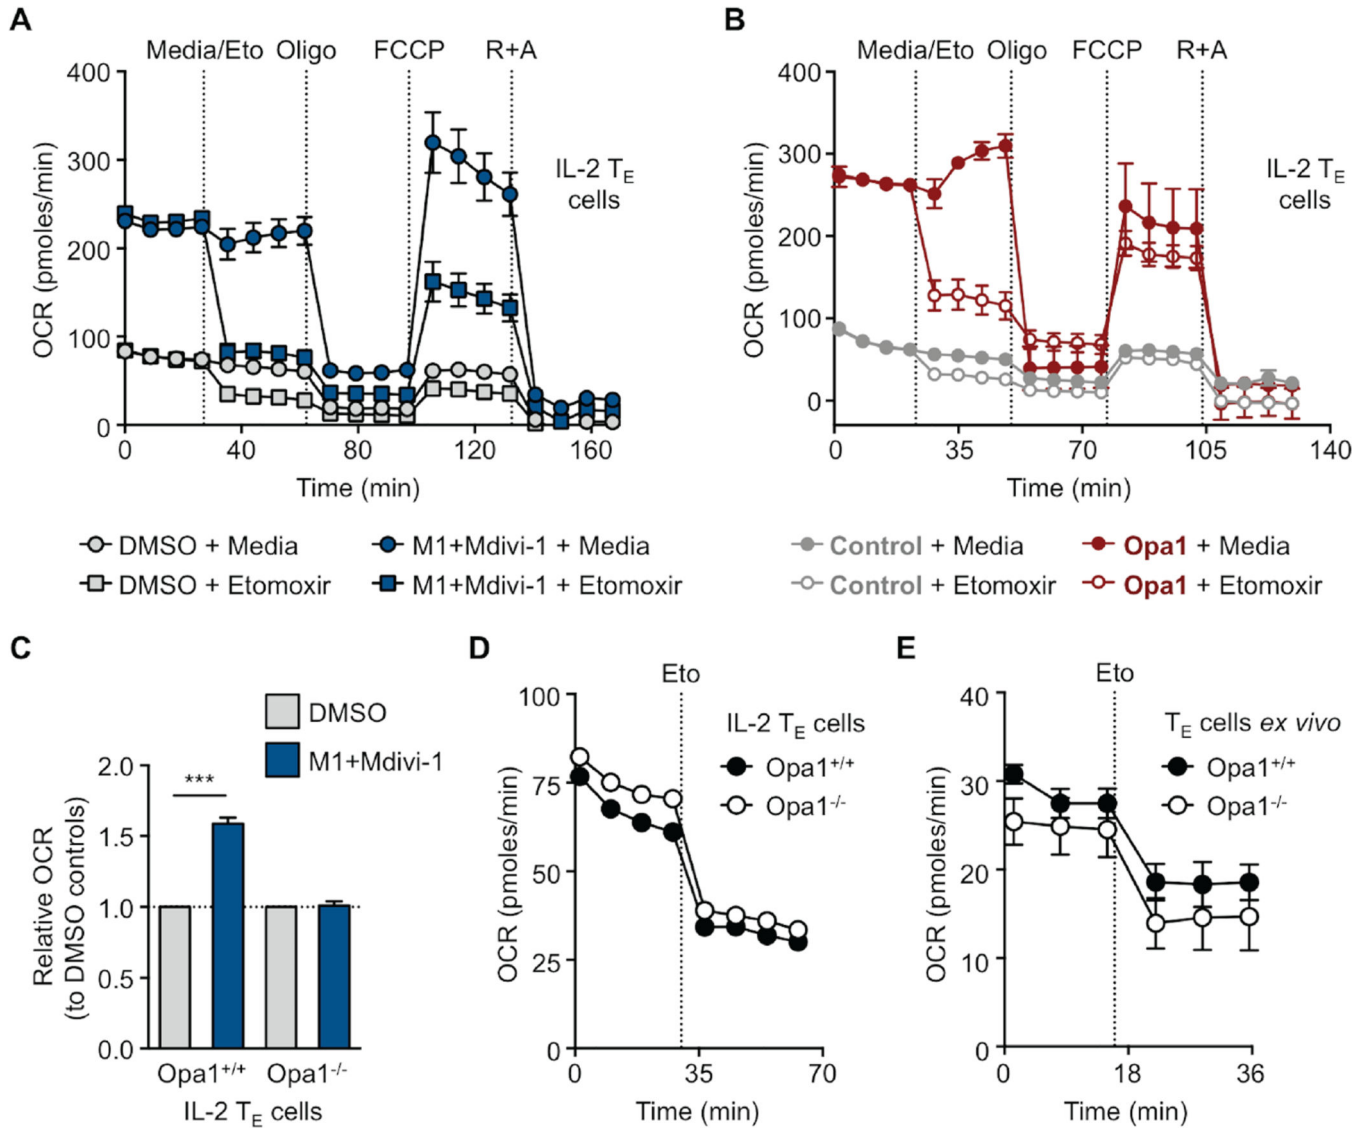 A
Media/Eto Oligo FCCP R+A
400
300
200
100
0
OCR (pmoles/min)
IL-2 TE
cells
0 40 80 120 160
Time (min)
DMSO + Media
M1+Mdivi-1 + Media
DMSO + Etomoxir
M1+Mdivi-1 + Etomoxir
B
Media/Eto Oligo FCCP R+A
400
300
200
100
0
OCR (pmoles/min)
IL-2 TE
cells
0 35 70 105 140
Time (min)
Control + Media
Opa1 + Media
Control + Etomoxir
Opa1 + Etomoxir
C
DMSO
M1+Mdivi-1
2.0
1.5
1.0
0.5
0.0
Relative OCR
(to DMSO controls)
***
Opa1+/+ Opa1-/-
IL-2 TE cells
D
Eto
100
75
50
25
0
OCR (pmoles/min)
IL-2 TE cells
Opa1+/+
Opa1-/-
0 35 70
Time (min)
E
Eto
40
30
20
10
0
OCR (pmoles/min)
TE cells ex vivo
Opa1+/+
Opa1-/-
0 18 36
Time (min)